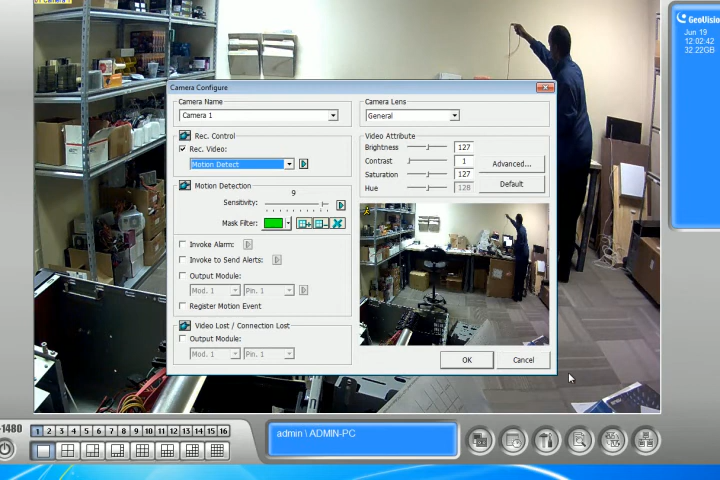 Camera 1
GeoVisio
Jun 19
12:02:42
32.22GB
Camera Configure
Camera Name
Camera 1
Camera Lens
General
Rec. Control
Rec. Video:
Motion Detect
Video Attribute
Brightness 127
Contrast 1
Saturation 127
Hue 128
Advanced...
Default
Motion Detection
9
Sensitivity:
Mask Filter:
Invoke Alarm:
Invoke to Send Alerts:
Output Module:
Mod. 1 Pin. 1
Register Motion Event
Video Lost / Connection Lost
Output Module:
Mod. 1 Pin. 1
OK Cancel
-1480
1 2 3 4 5 6 7 8 9 10 11 12 13 14 15 16
admin \ ADMIN-PC